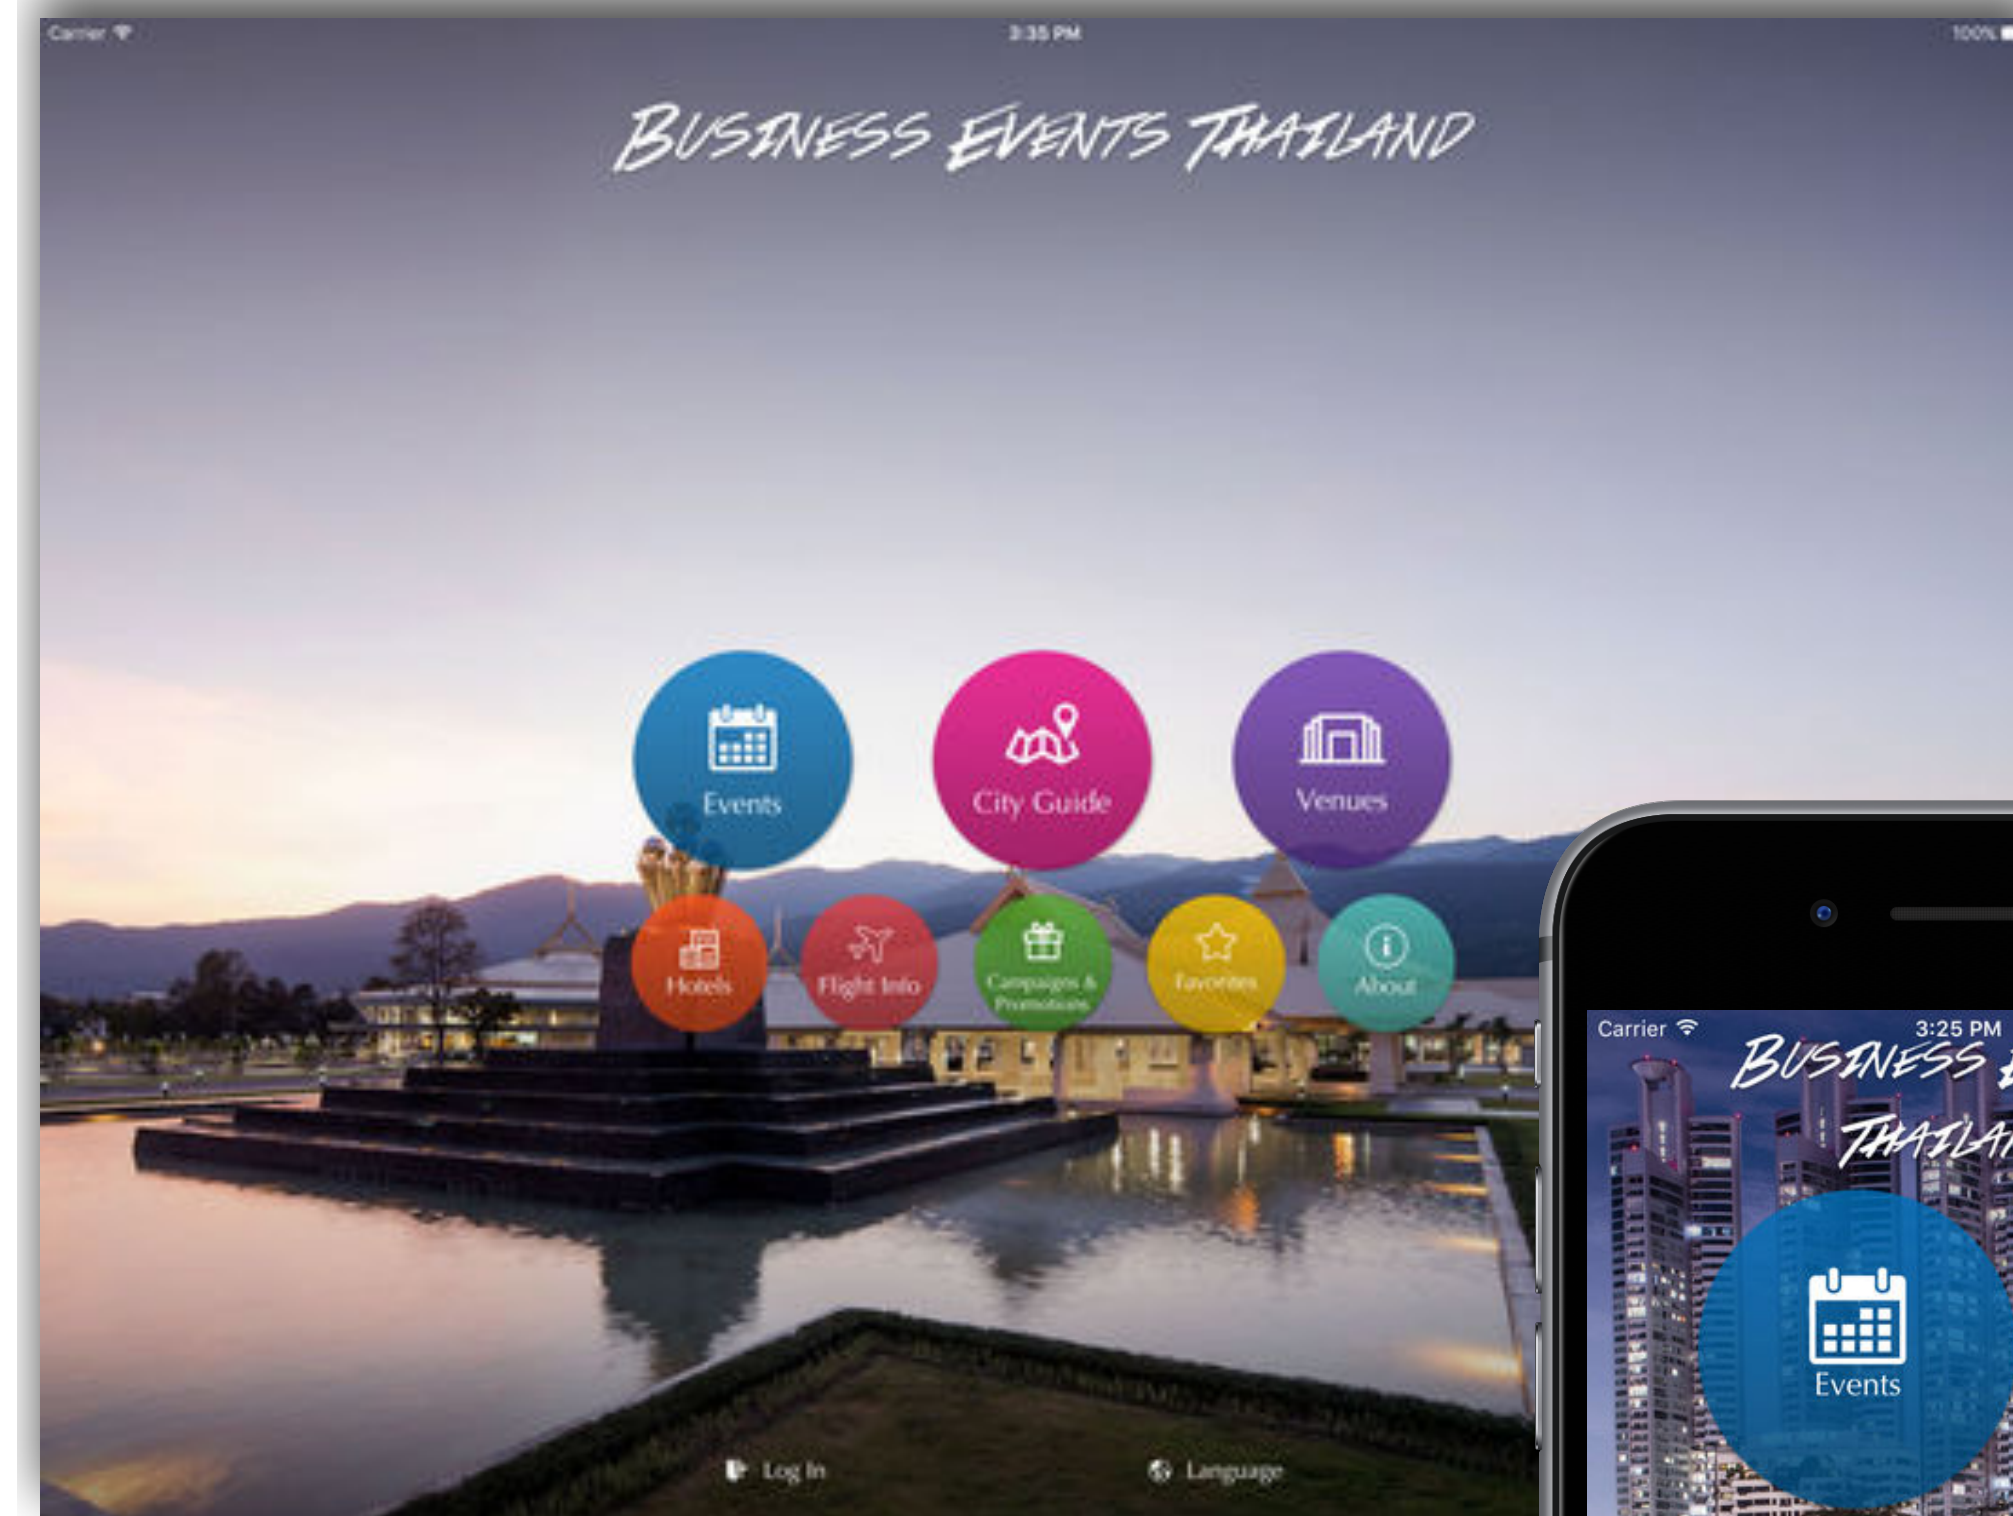 Carrier 3:35 PM 100%
BUSINESS EVENTS THAILAND
Events City Guide Venues
Hotels Flight Info Campaigns & Promotions Favorites About
Log In Language
Carrier 3:25 PM
BUSINESS
THAILA
Events